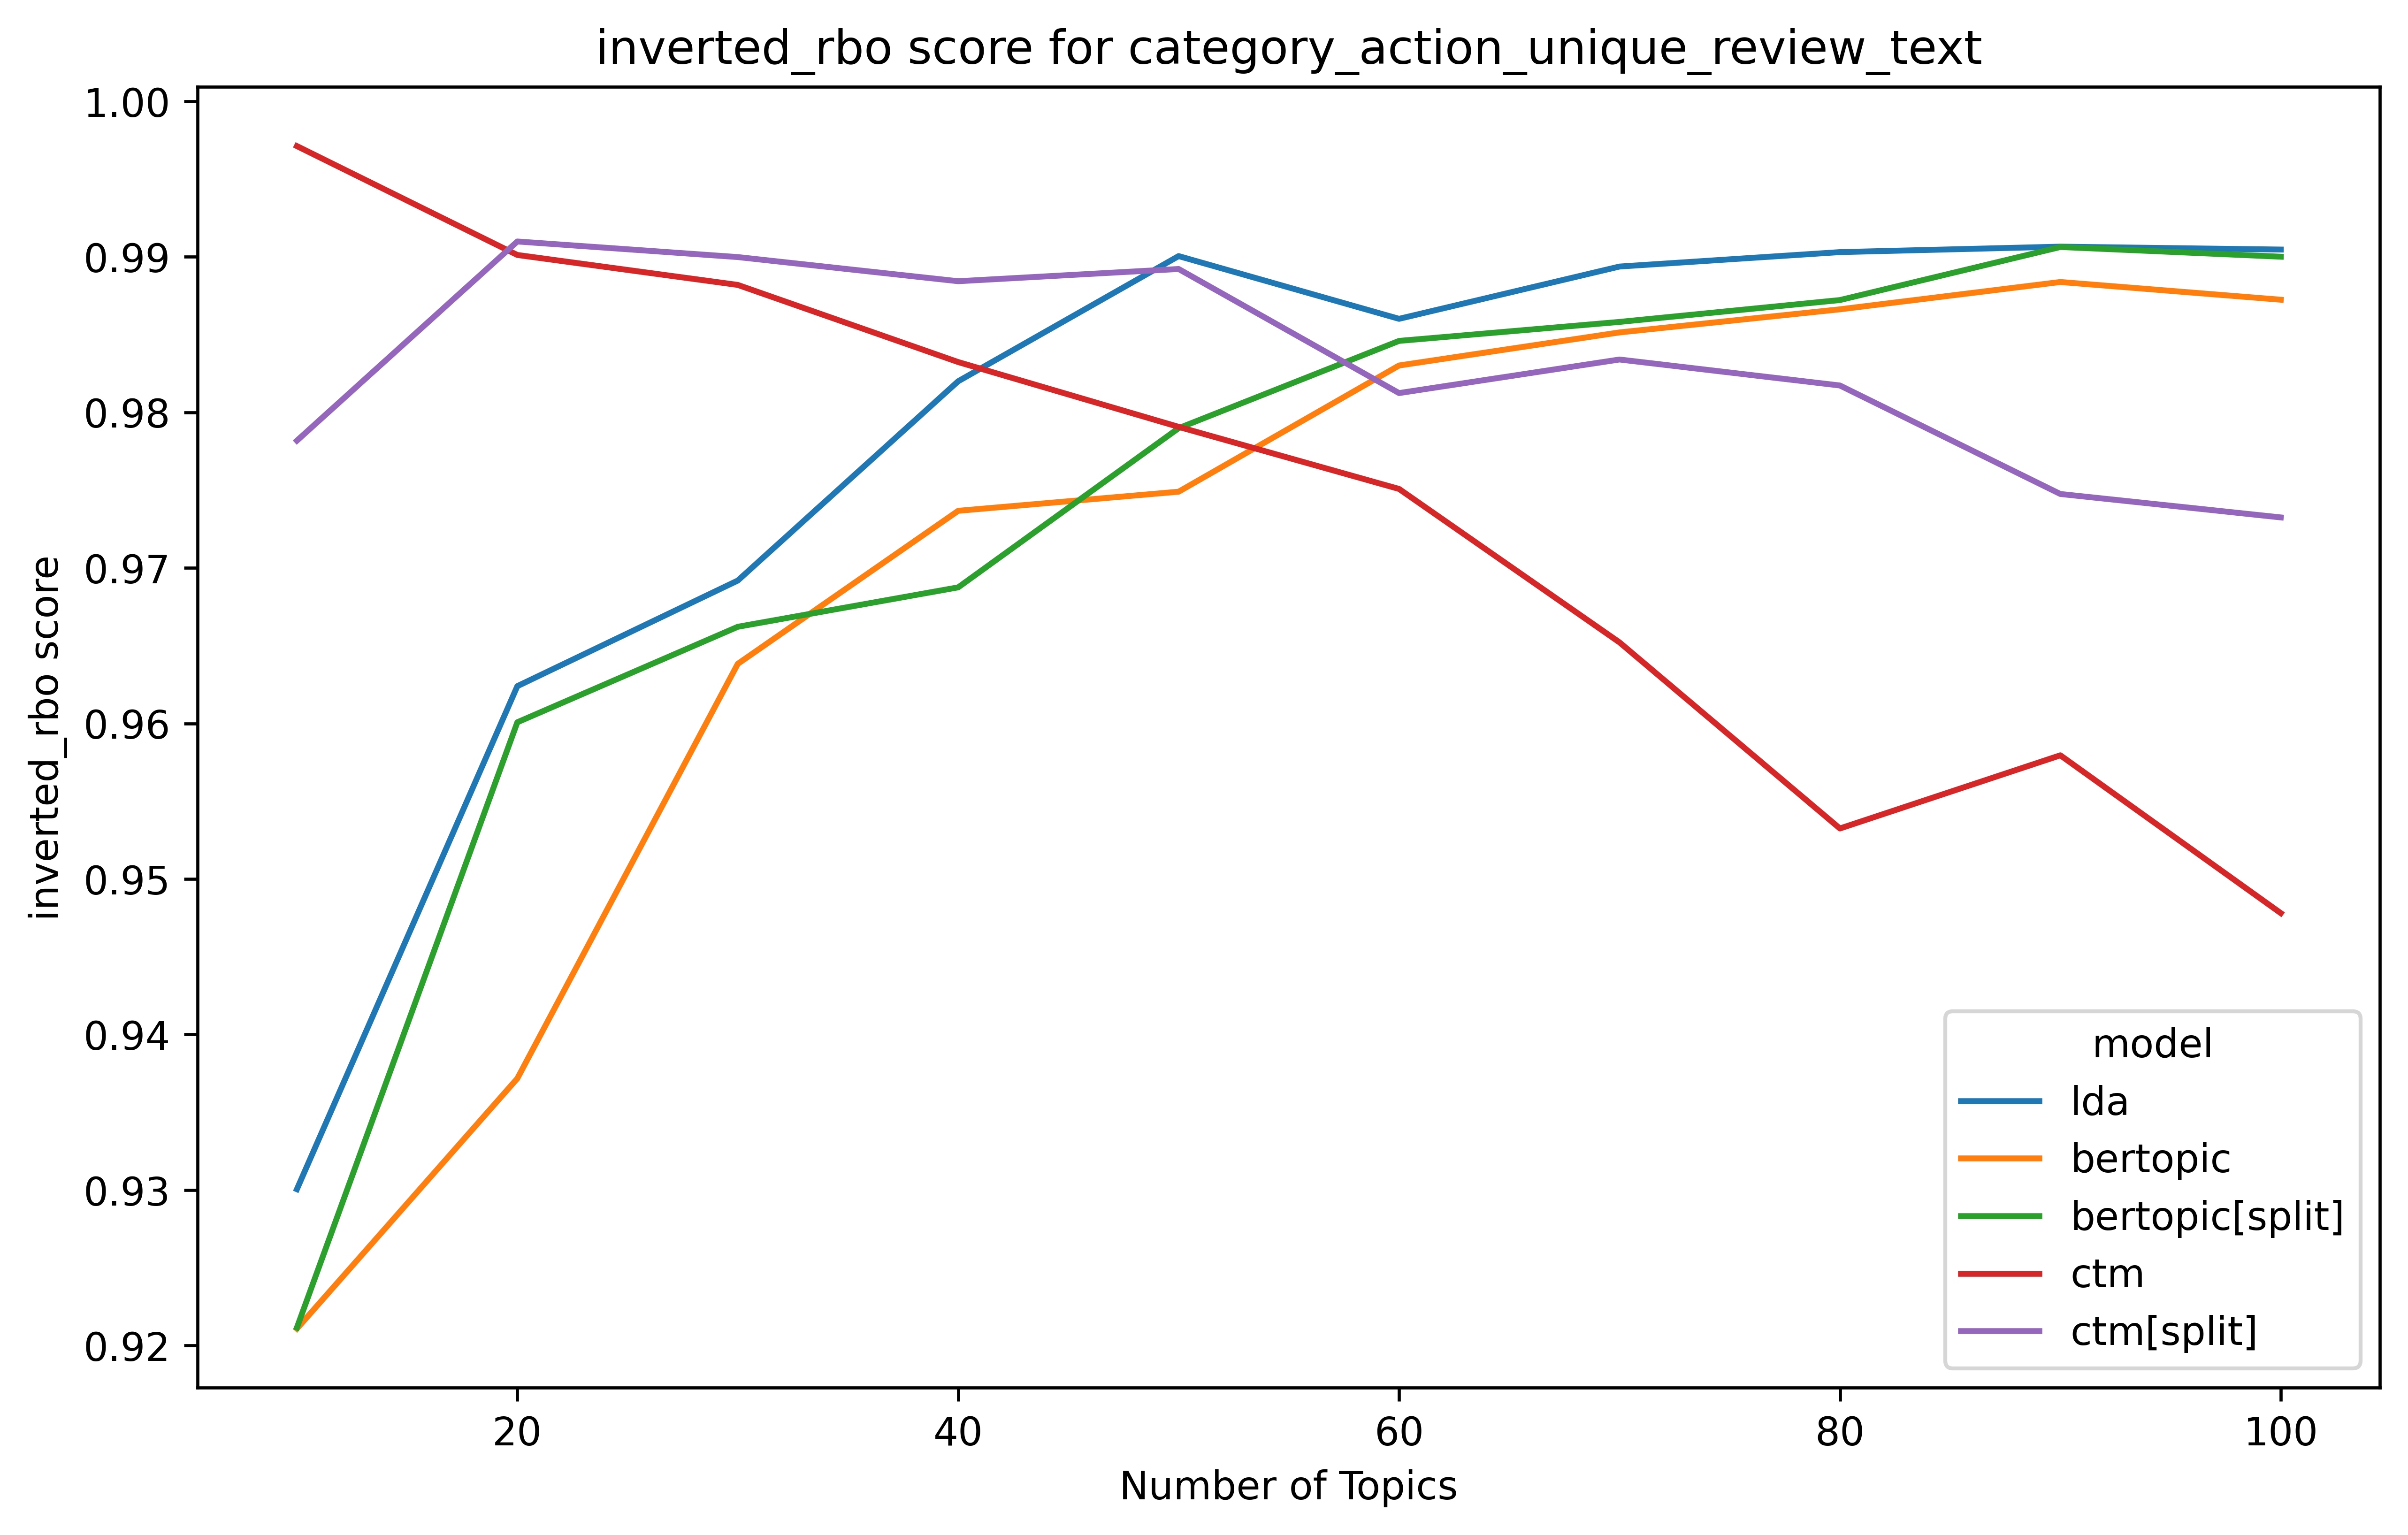 inverted_rbo score for category_action_unique_review_text
1.00
0.99
0.98
0.97
0.96
0.95
0.94
0.93
0.92
inverted_rbo score
20
40
60
80
100
Number of Topics
model
lda
bertopic
bertopic[split]
ctm
ctm[split]